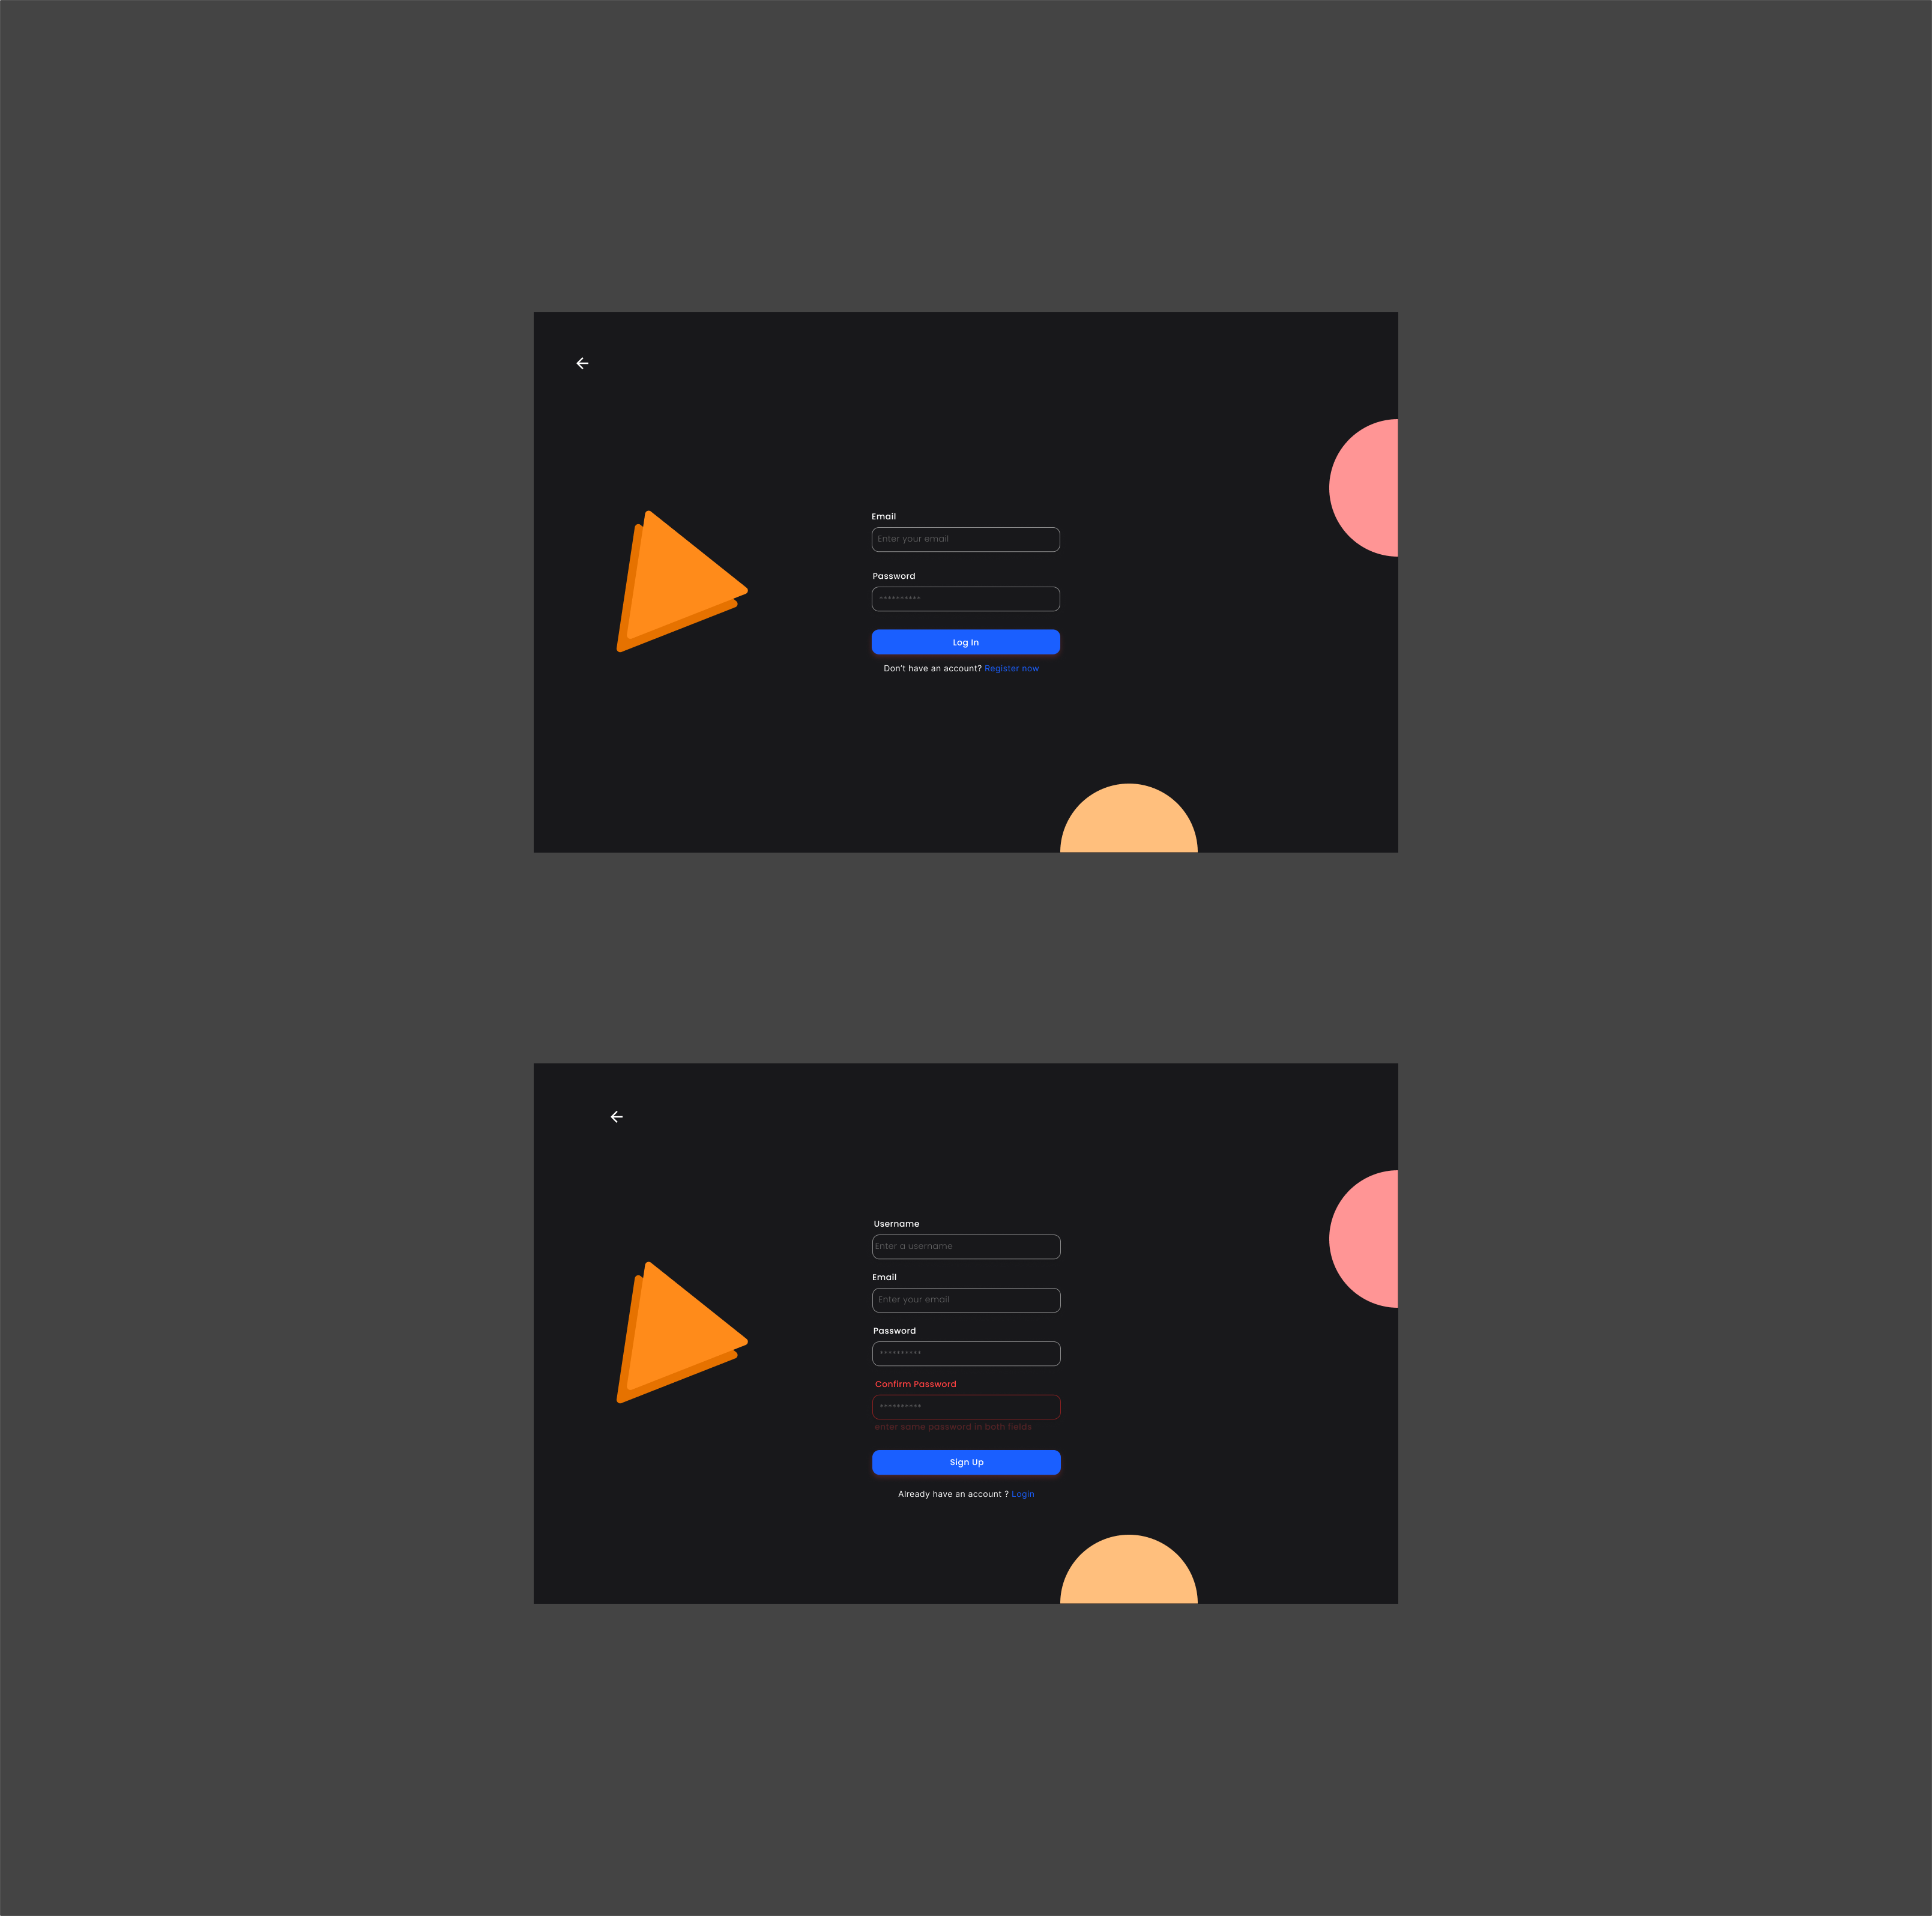 Email
Enter your email
Password
**********
Log In
Don't have an account? Register now
Username
Enter a username
Email
Enter your email
Password
**********
Confirm Password
**********
enter same password in both fields
Sign Up
Already have an account ? Login